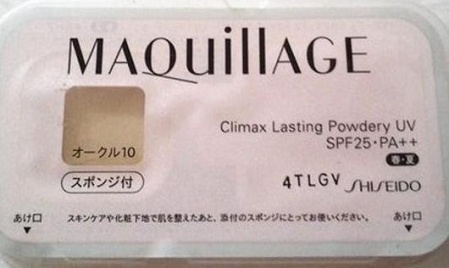 MAQuillAGE
オークル10
スポンジ付
Climax Lasting Powdery UV
SPF25・PA++
春・夏
4TLGV SHISEIDO
あけ口
スキンケアや化粧下地で肌を整えたあと、添付のスポンジにとってお使いください。
あけ口